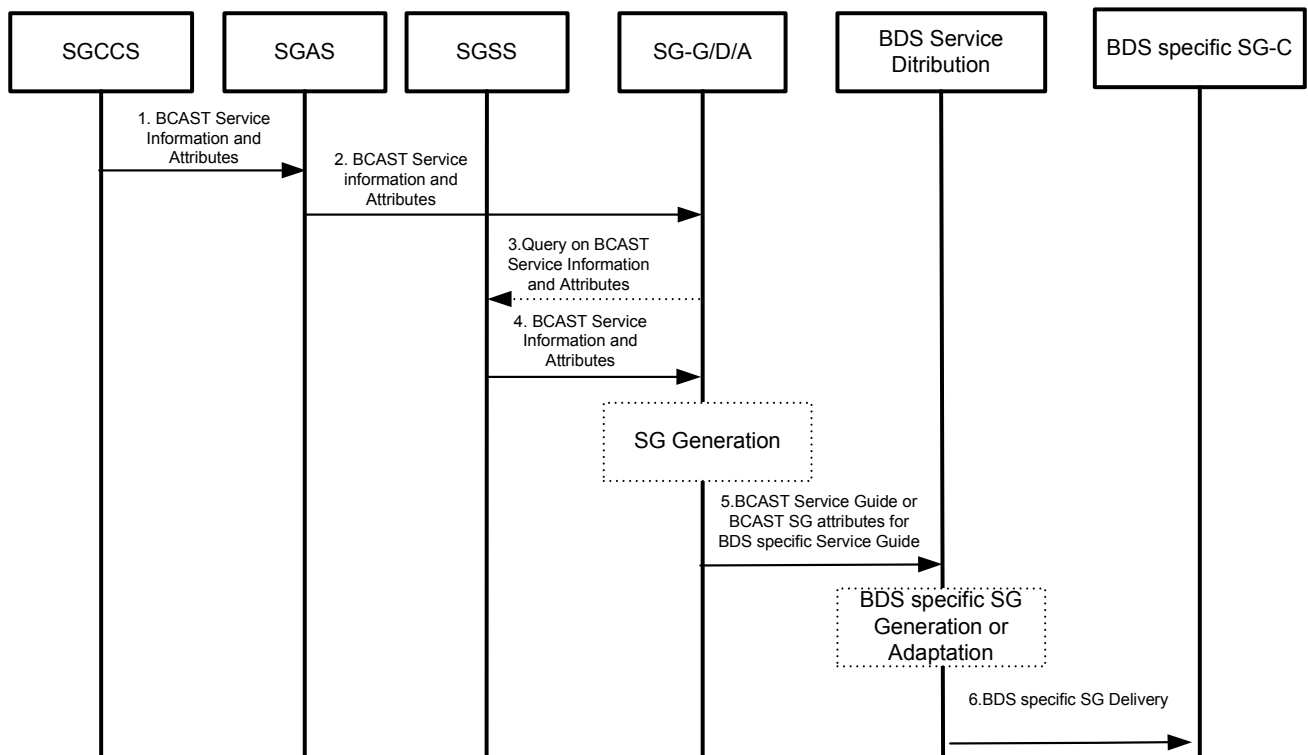 SGCCS
SGAS
SGSS
SG-G/D/A
BDS Service
Ditribution
BDS specific SG-C
1. BCAST Service
Information and
Attributes
2. BCAST Service
information and
Attributes
3.Query on BCAST
Service Information
and Attributes
4. BCAST Service
Information and
Attributes
SG Generation
5.BCAST Service Guide or
BCAST SG attributes for
BDS specific Service Guide
BDS specific SG
Generation or
Adaptation
6.BDS specific SG Delivery